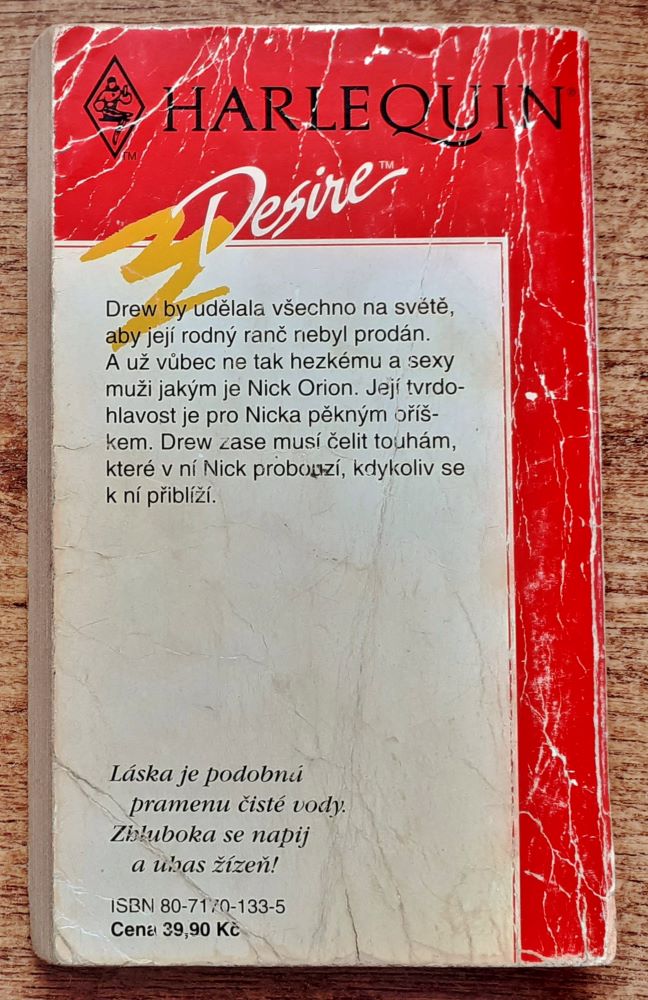 HARLEQUIN
TM
Desire™
Drew by udělala všechno na světě,
aby její rodný ranč nebyl prodán.
A už vůbec ne tak hezkému a sexy
muži jakým je Nick Orion. Její tvrdo-
hlavost je pro Nicka pěkným oříš-
kem. Drew zase musí čelit touhám,
které v ní Nick probouzí, kdykoliv se
k ní přiblíží.
Láska je podobná
pramenu čisté vody.
Zhluboka se napij
a uhas žízeň!
ISBN 80-7170-133-5
Cena 39,90 Kč